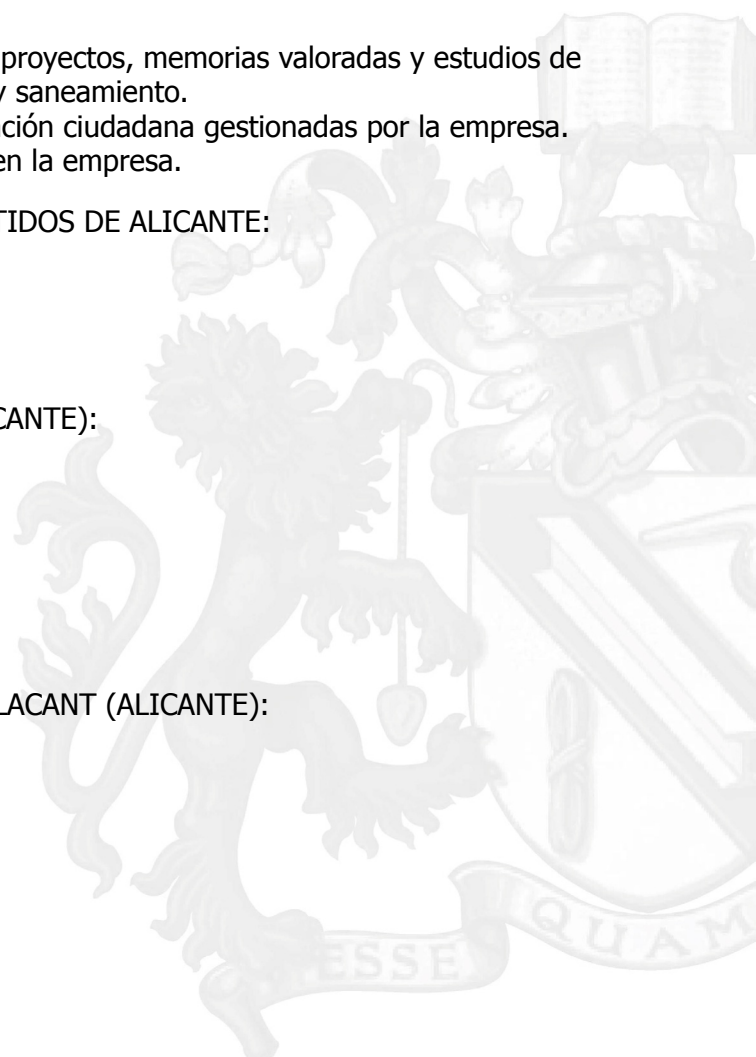 proyectos, memorias valoradas y estudios de
y saneamiento.
ción ciudadana gestionadas por la empresa.
en la empresa.
TIDOS DE ALICANTE:
CANTE):
LACANT (ALICANTE):
ESSE QUAM